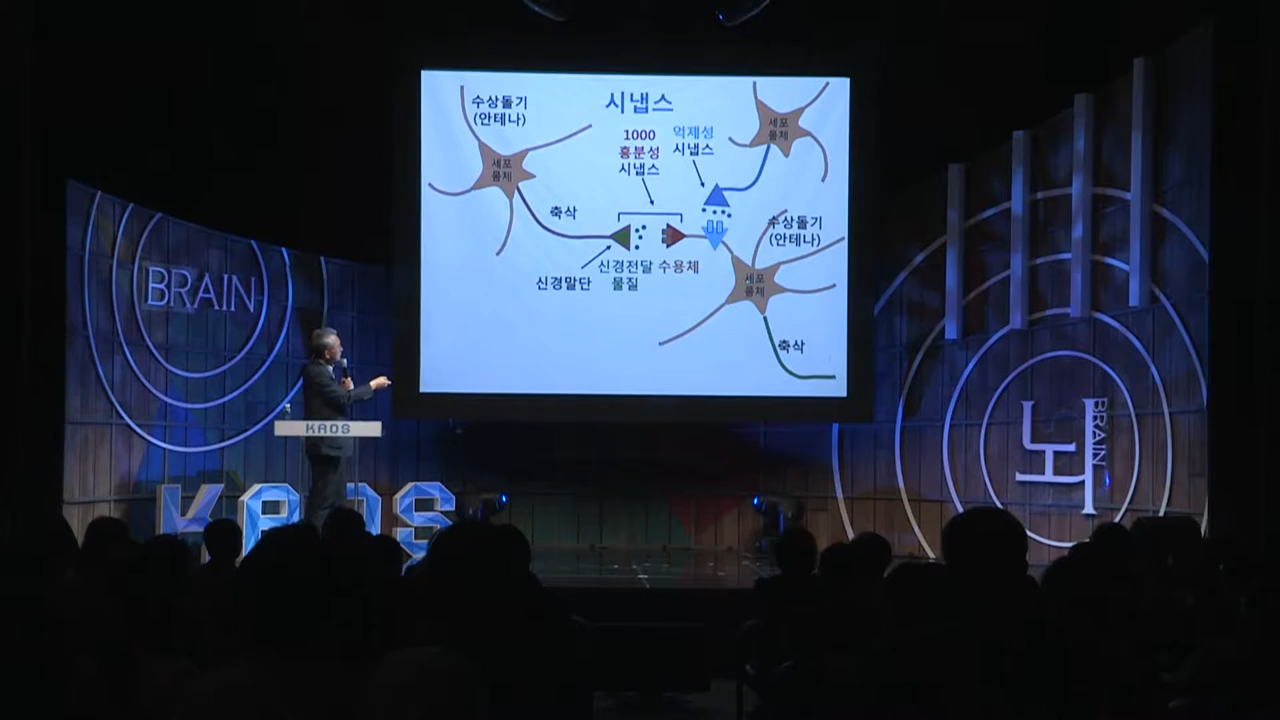 시냅스
수상돌기
(안테나)
세포
몸체
1000
흥분성
시냅스
억제성
시냅스
세포
몸체
축삭
수상돌기
(안테나)
신경전달 수용체
물질
신경말단
세포
몸체
축삭
BRAIN
KAOS
KAOS
뇌
BRAIN